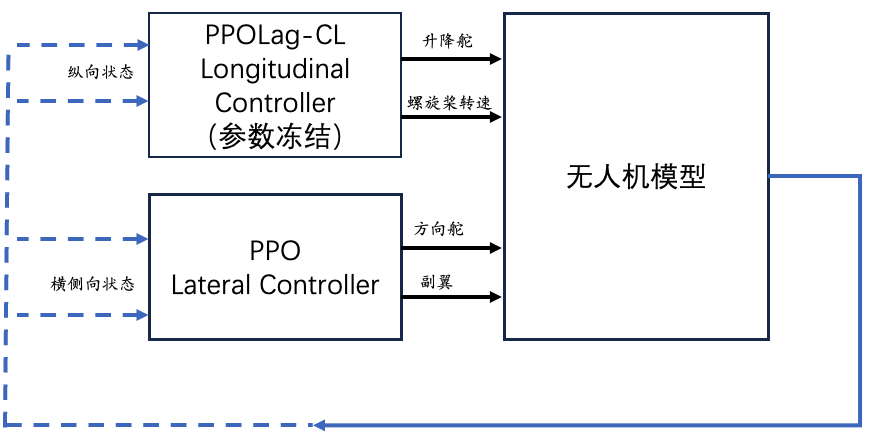 PPOLag-CL
Longitudinal
Controller
（参数冻结）
纵向状态
升降舵
螺旋桨转速
无人机模型
PPO
Lateral Controller
横侧向状态
方向舵
副翼